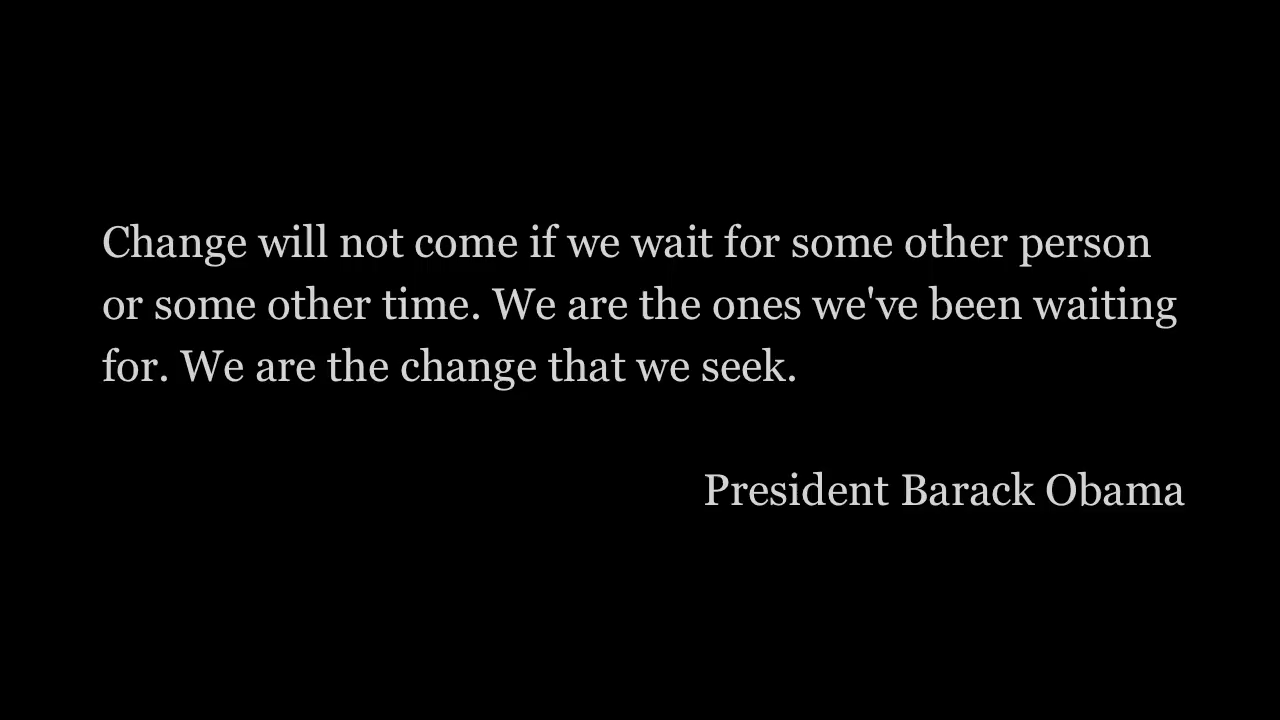 Change will not come if we wait for some other person
or some other time. We are the ones we've been waiting
for. We are the change that we seek.
President Barack Obama